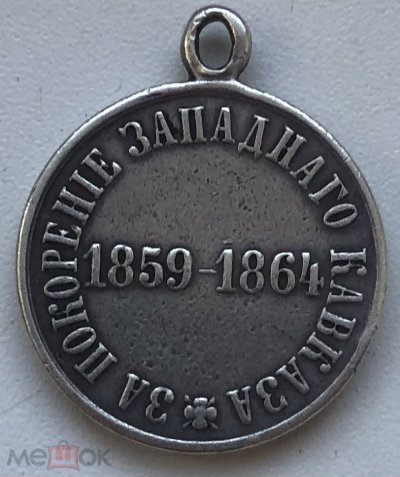 ЗА ПОКОРЕНІЕ ЗАПАДНАГО КАВКАЗА
1859-1864
мешок